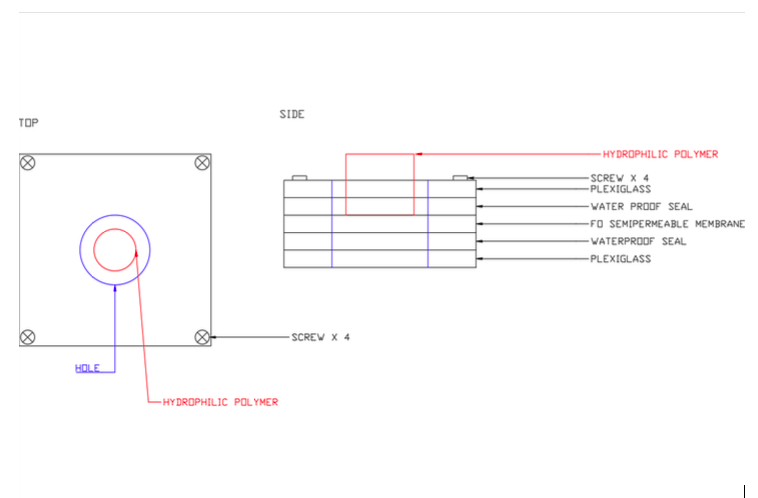 TOP
SIDE
HYDROPHILIC POLYMER
SCREW X 4
PLEXIGLASS
WATER PROOF SEAL
FO SEMIPERMEABLE MEMBRANE
WATERPROOF SEAL
PLEXIGLASS
SCREW X 4
HOLE
HYDROPHILIC POLYMER